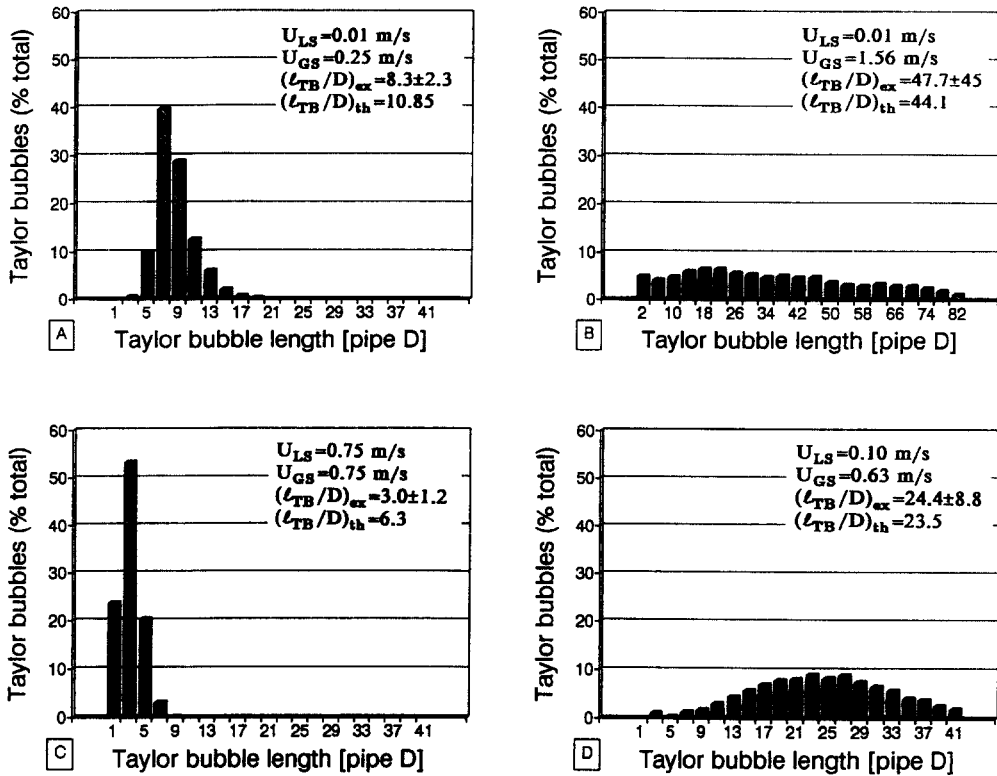 60
50
40
30
20
10
0
Taylor bubbles (% total)
U_LS=0.01 m/s
U_GS=0.25 m/s
(ℓ_TB/D)_ex=8.3±2.3
(ℓ_TB/D)_th=10.85
1 5 9 13 17 21 25 29 33 37 41
A
Taylor bubble length [pipe D]
60
50
40
30
20
10
0
Taylor bubbles (% total)
U_LS=0.01 m/s
U_GS=1.56 m/s
(ℓ_TB/D)_ex=47.7±45
(ℓ_TB/D)_th=44.1
2 10 18 26 34 42 50 58 66 74 82
B
Taylor bubble length [pipe D]
60
50
40
30
20
10
0
Taylor bubbles (% total)
U_LS=0.75 m/s
U_GS=0.75 m/s
(ℓ_TB/D)_ex=3.0±1.2
(ℓ_TB/D)_th=6.3
1 5 9 13 17 21 25 29 33 37 41
C
Taylor bubble length [pipe D]
60
50
40
30
20
10
0
Taylor bubbles (% total)
U_LS=0.10 m/s
U_GS=0.63 m/s
(ℓ_TB/D)_ex=24.4±8.8
(ℓ_TB/D)_th=23.5
1 5 9 13 17 21 25 29 33 37 41
D
Taylor bubble length [pipe D]